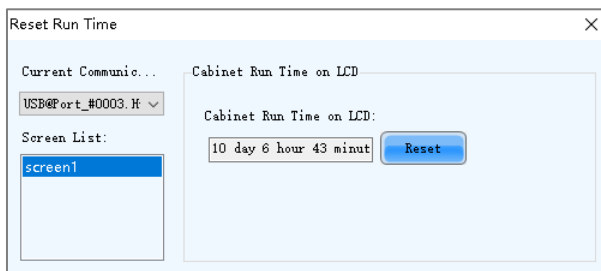 Reset Run Time
Current Communic...
USB@Port_#0003.H
Screen List:
screen1
Cabinet Run Time on LCD
Cabinet Run Time on LCD:
10 day 6 hour 43 minut
Reset